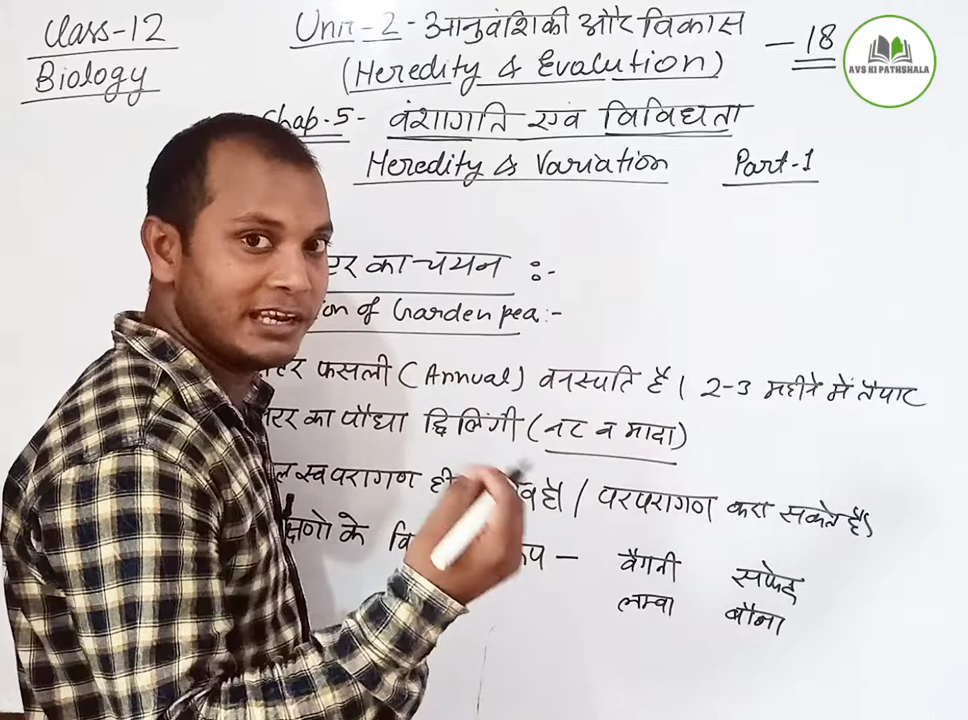 Class-12
Biology
Unit-2-आनुवंशिकी और विकास
(Heredity & Evalution)
-18
AVS KI PATHSHALA
Chap-5- वंशागति एवं विविधता
Heredity & Variation Part-1
का चयन :-
of Garden pea:-
फसली (Annual) वनस्पति है। 2-3 महीने में तैयार
का पौधा द्विलिंगी (नर व मादा)
स्वपरागण ही / परपरागण करा सकते है।
के - वैगनी सफेद
लम्बा बौना